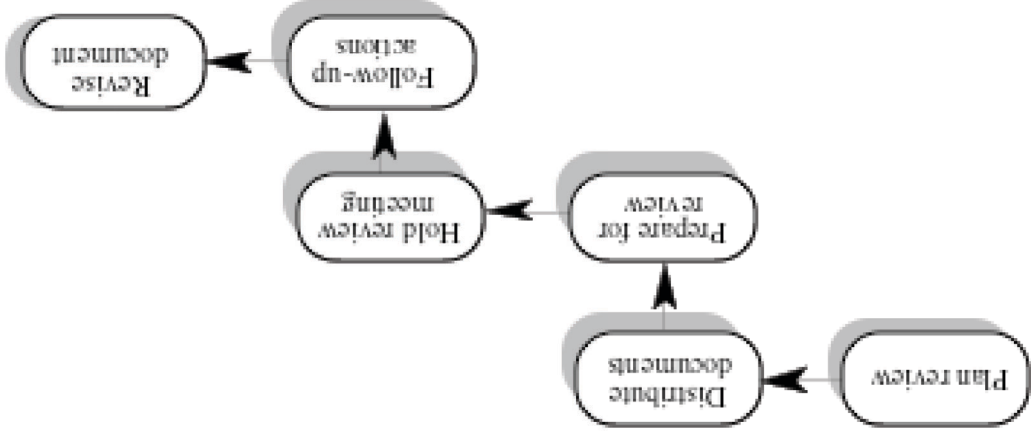 Plan review
Distribute
documents
Prepare for
review
Hold review
meeting
Follow-up
actions
Revise
document